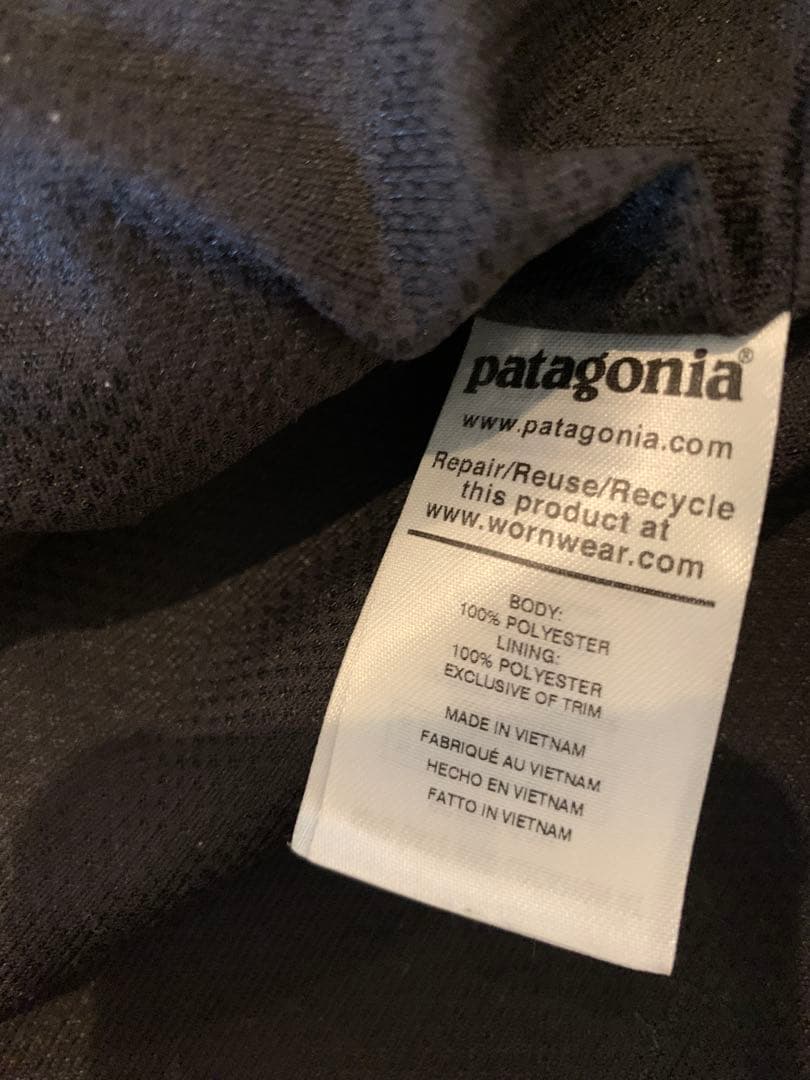 patagonia®
www.patagonia.com
Repair/Reuse/Recycle
this product at
www.wornwear.com
BODY:
100% POLYESTER
LINING:
100% POLYESTER
EXCLUSIVE OF TRIM
MADE IN VIETNAM
FABRIQUÉ AU VIETNAM
HECHO EN VIETNAM
FATTO IN VIETNAM